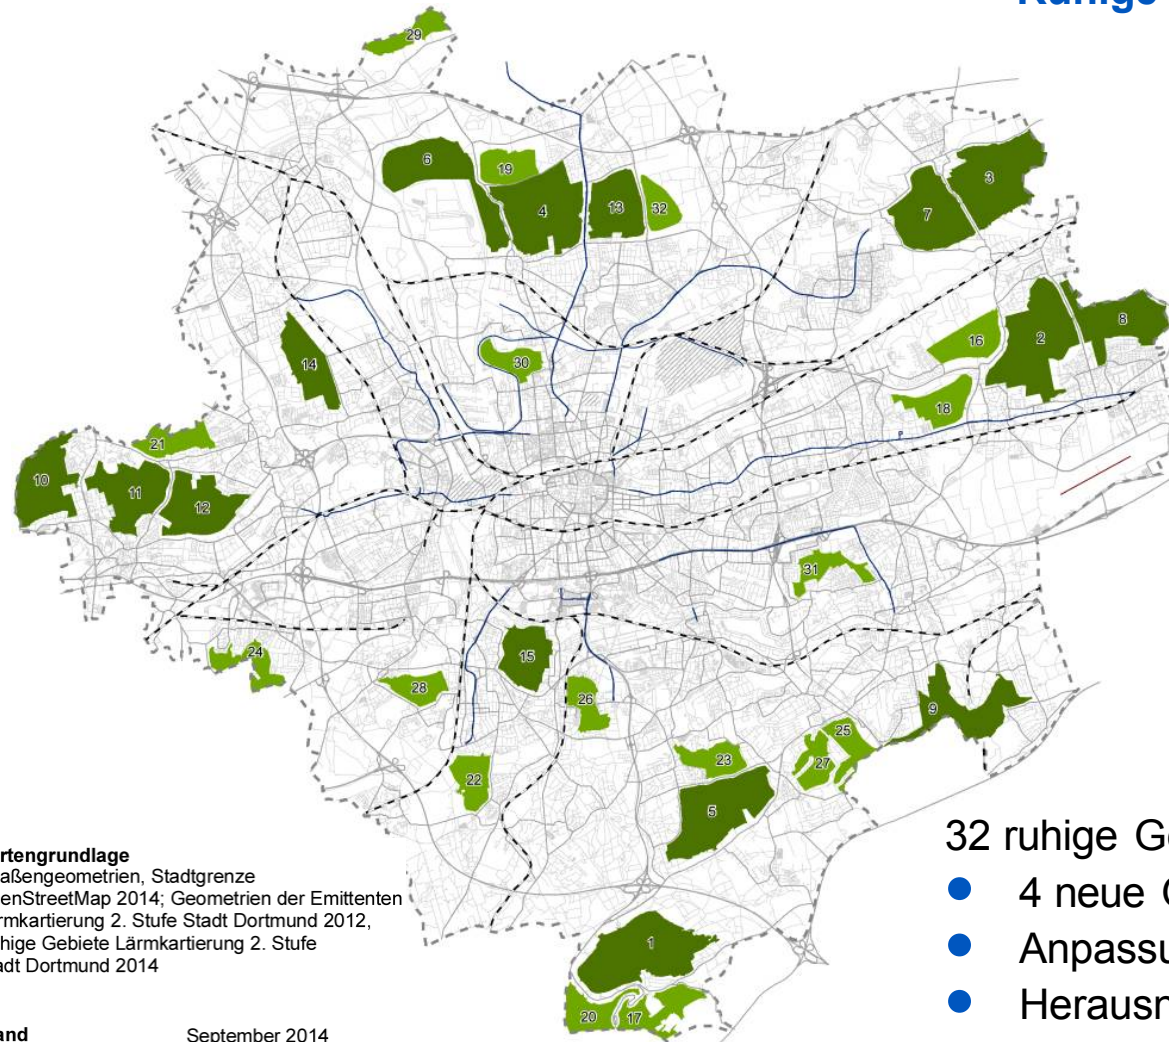 Ruhige
29
6
19
4
13
32
3
7
14
30
16
2
8
18
21
10
11
12
31
24
15
28
26
9
25
23
27
22
5
1
20
17
32 ruhige Ge
4 neue
Anpassu
Herausn
rtengrundlage
aßengeometrien, Stadtgrenze
enStreetMap 2014; Geometrien der Emittenten
rmkartierung 2. Stufe Stadt Dortmund 2012,
hige Gebiete Lärmkartierung 2. Stufe
adt Dortmund 2014
and September 2014